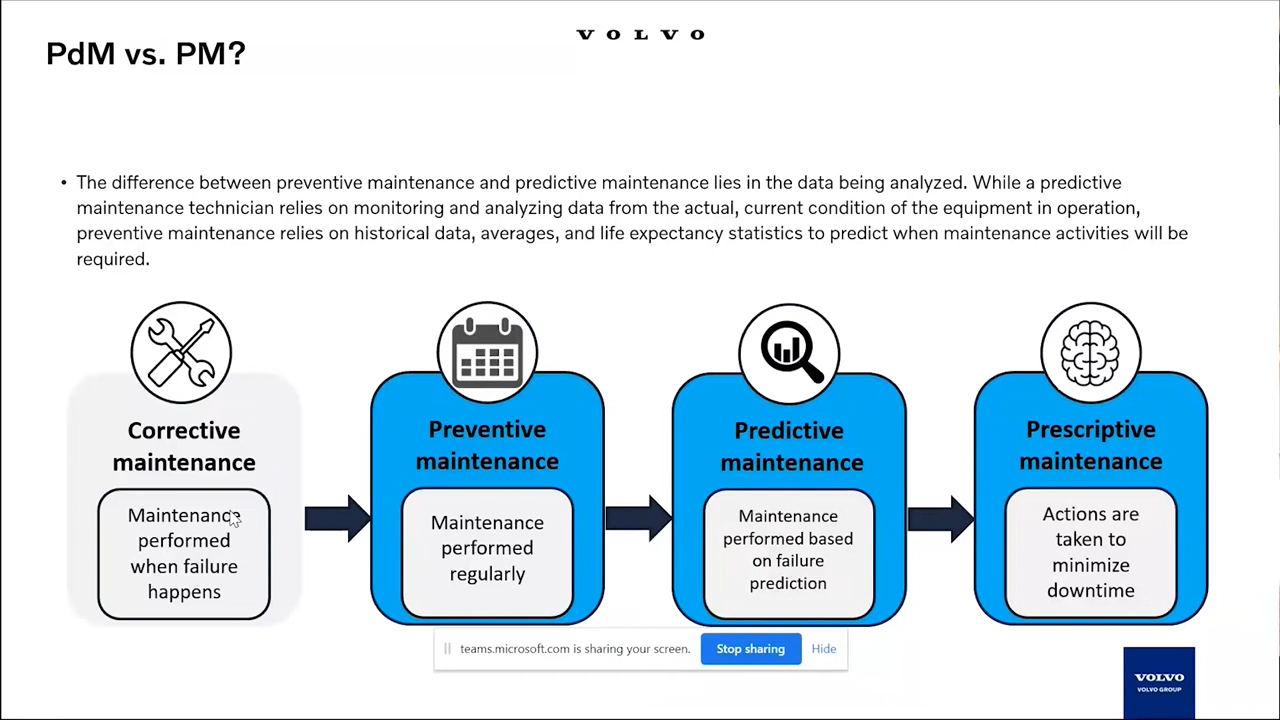 VOLVO
PdM vs. PM?
• The difference between preventive maintenance and predictive maintenance lies in the data being analyzed. While a predictive
maintenance technician relies on monitoring and analyzing data from the actual, current condition of the equipment in operation,
preventive maintenance relies on historical data, averages, and life expectancy statistics to predict when maintenance activities will be
required.
Corrective
maintenance
Maintenance
performed
when failure
happens
Preventive
maintenance
Maintenance
performed
regularly
Predictive
maintenance
Maintenance
performed based
on failure
prediction
Prescriptive
maintenance
Actions are
taken to
minimize
downtime
teams.microsoft.com is sharing your screen.
Stop sharing
Hide
VOLVO
VOLVO GROUP